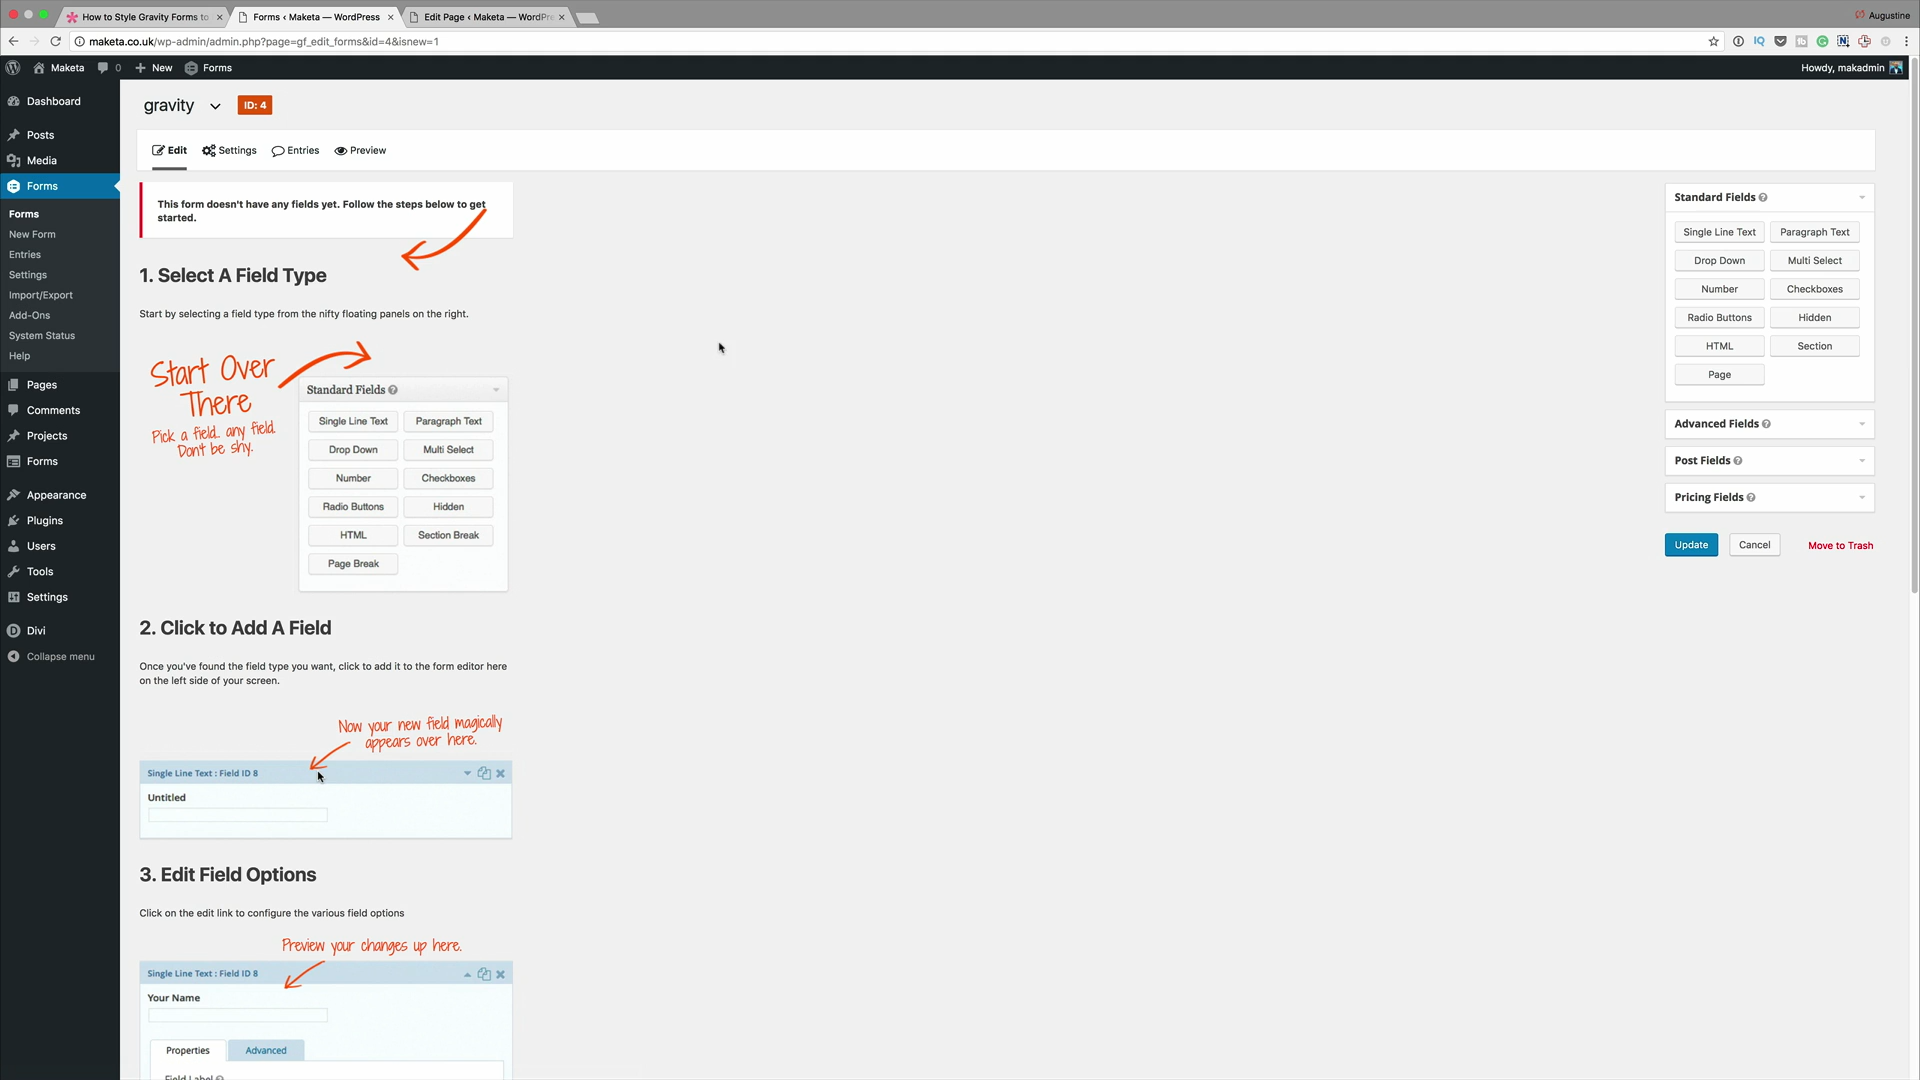 How to Style Gravity Forms to
Forms ‹ Maketa — WordPress
Edit Page ‹ Maketa — WordPre
Augustine
maketa.co.uk/wp-admin/admin.php?page=gf_edit_forms&id=4&isnew=1
Maketa
0
New
Forms
Howdy, makadmin
Dashboard
Posts
Media
Forms
Forms
New Form
Entries
Settings
Import/Export
Add-Ons
System Status
Help
Pages
Comments
Projects
Forms
Appearance
Plugins
Users
Tools
Settings
Divi
Collapse menu
gravity
ID: 4
Edit
Settings
Entries
Preview
This form doesn't have any fields yet. Follow the steps below to get
started.
1. Select A Field Type
Start by selecting a field type from the nifty floating panels on the right.
Start Over
There
Pick a field.. any field.
Don't be shy.
Standard Fields
Single Line Text
Paragraph Text
Drop Down
Multi Select
Number
Checkboxes
Radio Buttons
Hidden
HTML
Section Break
Page Break
2. Click to Add A Field
Once you've found the field type you want, click to add it to the form editor here
on the left side of your screen.
Now your new field magically
appears over here.
Single Line Text : Field ID 8
Untitled
3. Edit Field Options
Click on the edit link to configure the various field options
Preview your changes up here.
Single Line Text : Field ID 8
Your Name
Properties
Advanced
Field Label
Standard Fields
Single Line Text
Paragraph Text
Drop Down
Multi Select
Number
Checkboxes
Radio Buttons
Hidden
HTML
Section
Page
Advanced Fields
Post Fields
Pricing Fields
Update
Cancel
Move to Trash